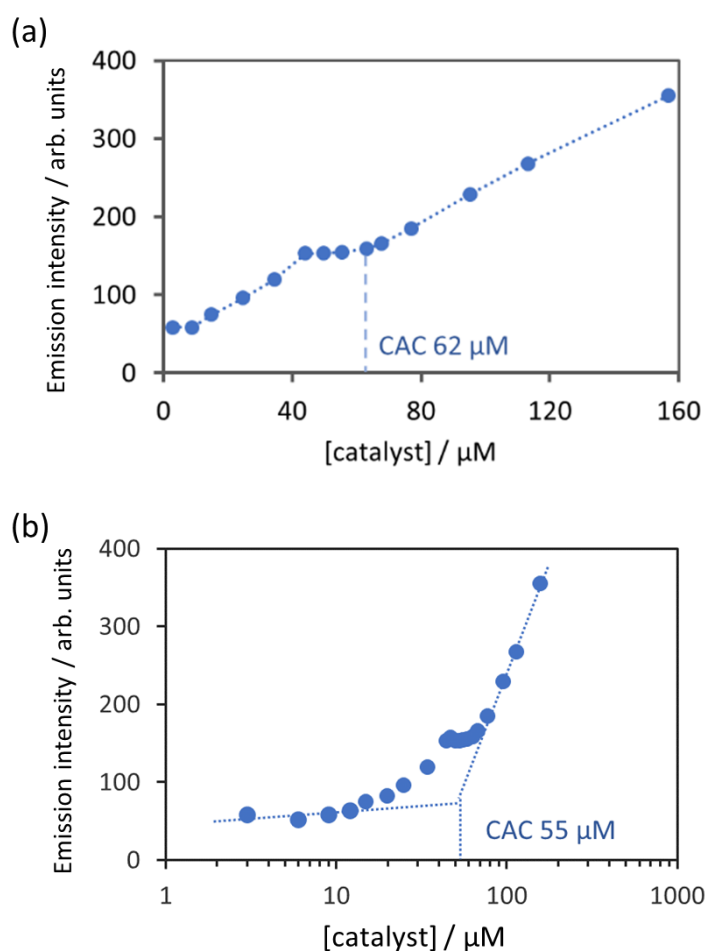 (a)
400
300
200
100
0
Emission intensity / arb. units
CAC 62 µM
0 40 80 120 160
[catalyst] / µM
(b)
400
300
200
100
0
Emission intensity / arb. units
CAC 55 µM
1 10 100 1000
[catalyst] / µM